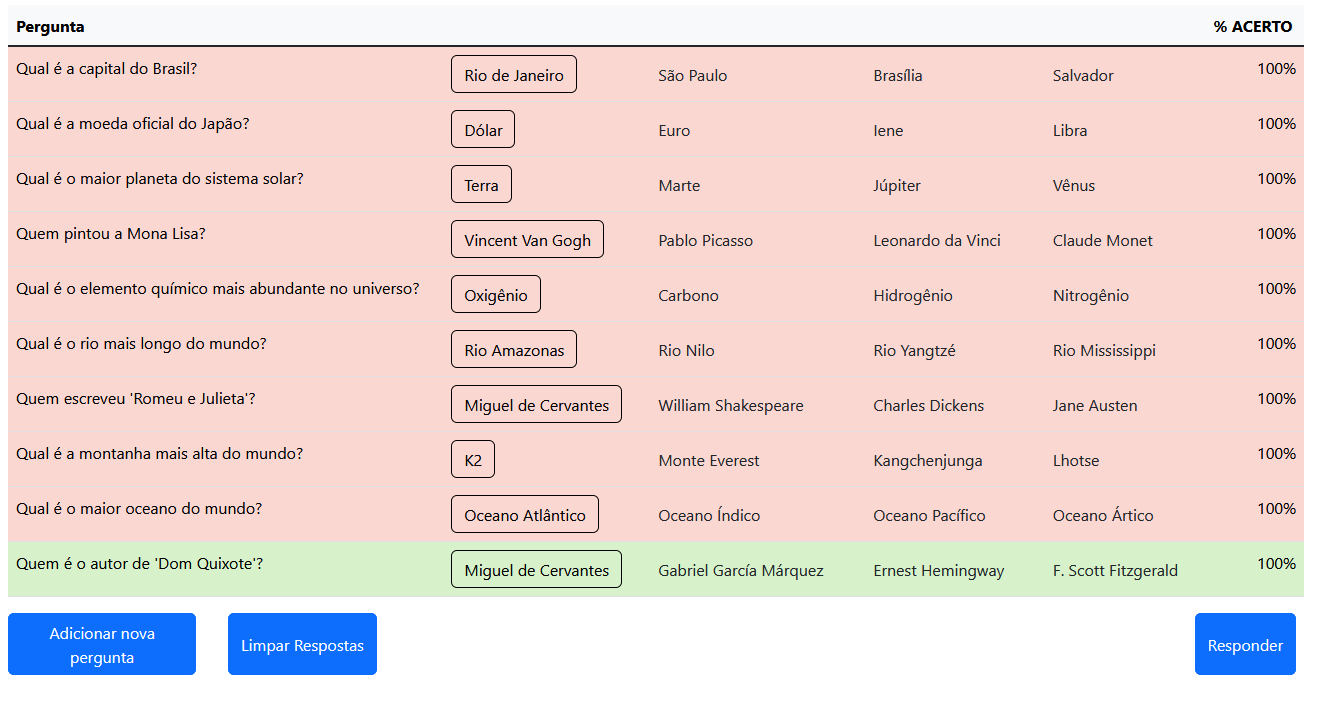 Pergunta % ACERTO
Qual é a capital do Brasil? Rio de Janeiro São Paulo Brasília Salvador 100%
Qual é a moeda oficial do Japão? Dólar Euro Iene Libra 100%
Qual é o maior planeta do sistema solar? Terra Marte Júpiter Vênus 100%
Quem pintou a Mona Lisa? Vincent Van Gogh Pablo Picasso Leonardo da Vinci Claude Monet 100%
Qual é o elemento químico mais abundante no universo? Oxigênio Carbono Hidrogênio Nitrogênio 100%
Qual é o rio mais longo do mundo? Rio Amazonas Rio Nilo Rio Yangtzé Rio Mississippi 100%
Quem escreveu 'Romeu e Julieta'? Miguel de Cervantes William Shakespeare Charles Dickens Jane Austen 100%
Qual é a montanha mais alta do mundo? K2 Monte Everest Kangchenjunga Lhotse 100%
Qual é o maior oceano do mundo? Oceano Atlântico Oceano Índico Oceano Pacífico Oceano Ártico 100%
Quem é o autor de 'Dom Quixote'? Miguel de Cervantes Gabriel García Márquez Ernest Hemingway F. Scott Fitzgerald 100%
Adicionar nova
pergunta
Limpar Respostas
Responder